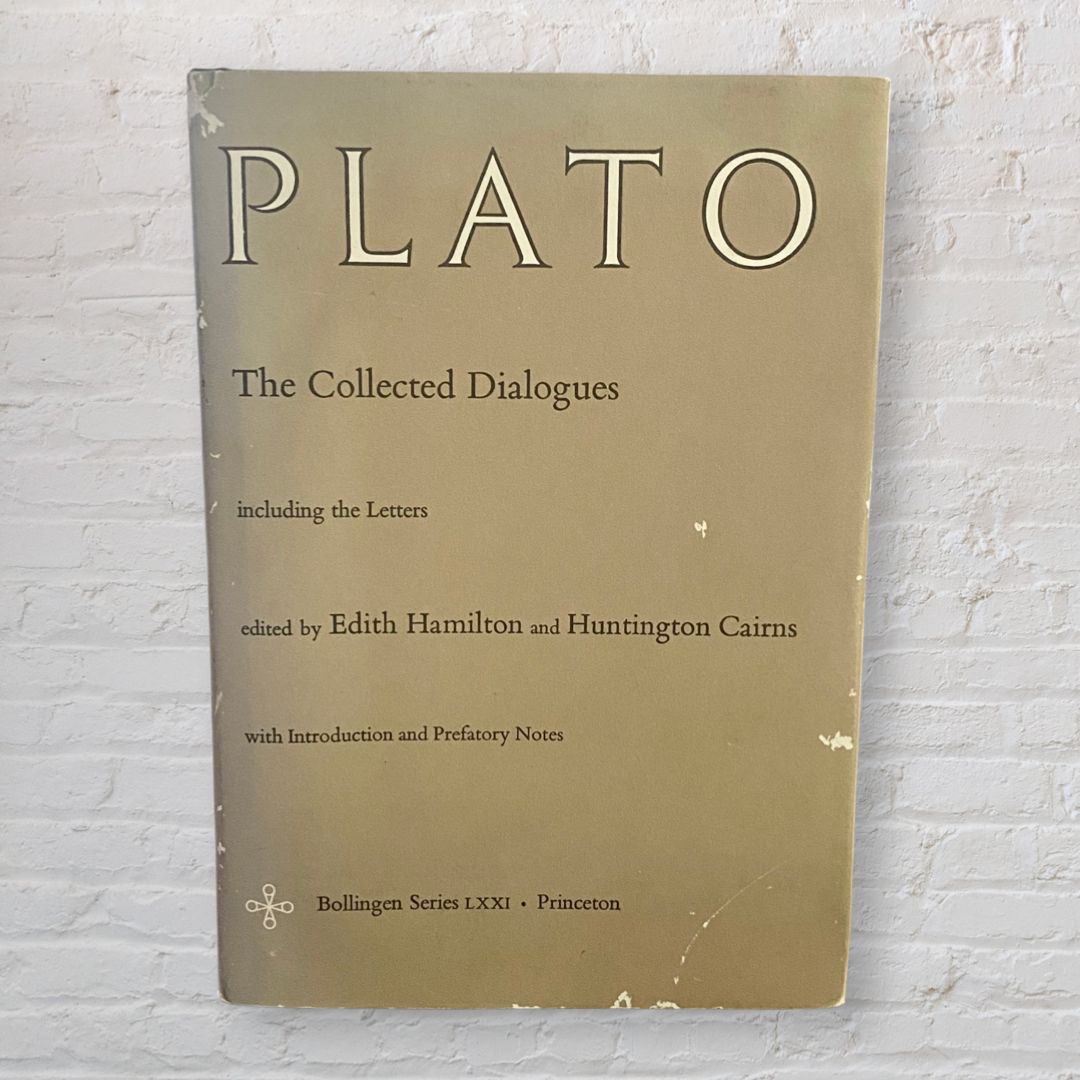 PLATO
The Collected Dialogues
including the Letters
edited by Edith Hamilton and Huntington Cairns
with Introduction and Prefatory Notes
Bollingen Series LXXI • Princeton